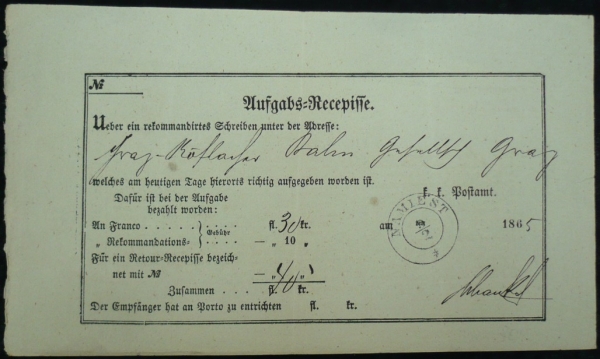 №
Aufgabs-Recepisse.
Ueber ein rekommandirtes Schreiben unter der Adresse:
Graz-Köflacher Bahn Gesellsch Graz
welches am heutigen Tage hierorts richtig aufgegeben worden ist.
Dafür ist bei der Aufgabe k. k. Postamt.
bezahlt worden:
An Franco . . . . . . } Gebühr . . . . fl. 30 kr. am NAMIEST 2 1865
„ Rekommandations- } . . . . — „ 10 „
Für ein Retour-Recepisse bezeich-
net mit № — „ 40 „
Zusammen . . . fl. kr.
Der Empfänger hat an Porto zu entrichten fl. kr.